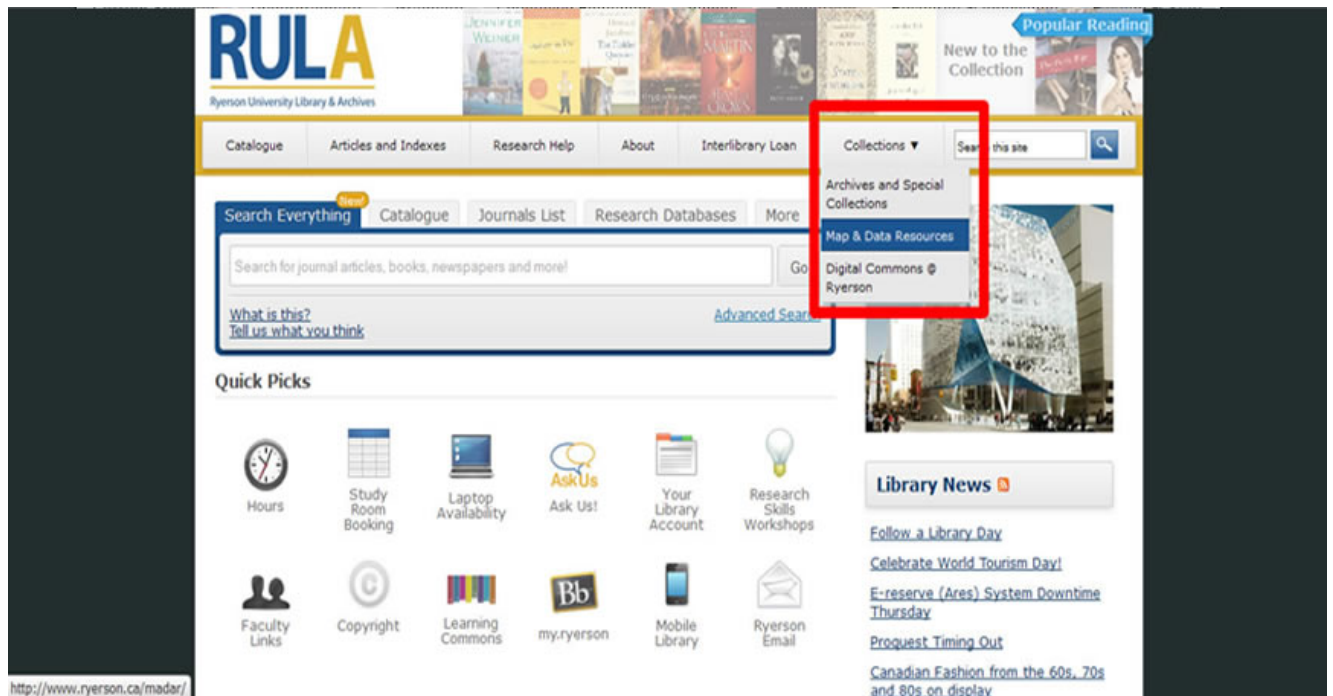 RULA
Ryerson University Library & Archives
JENNIFER
WEINER
MARTIN
CROWS
New to the
Collection
Popular Reading
Catalogue
Articles and Indexes
Research Help
About
Interlibrary Loan
Collections ▼
Search this site
Archives and Special
Collections
Map & Data Resources
Digital Commons @
Ryerson
New!
Search Everything
Catalogue
Journals List
Research Databases
More
Search for journal articles, books, newspapers and more!
Go
What is this?
Advanced Search
Tell us what you think
Quick Picks
Hours
Study
Room
Booking
Laptop
Availability
AskUs
Ask Us!
Your
Library
Account
Research
Skills
Workshops
Faculty
Links
©
Copyright
Learning
Commons
Bb
my.ryerson
Mobile
Library
Ryerson
Email
Library News
Follow a Library Day
Celebrate World Tourism Day!
E-reserve (Ares) System Downtime
Thursday
Proquest Timing Out
Canadian Fashion from the 60s, 70s
and 80s on display
http://www.ryerson.ca/madar/